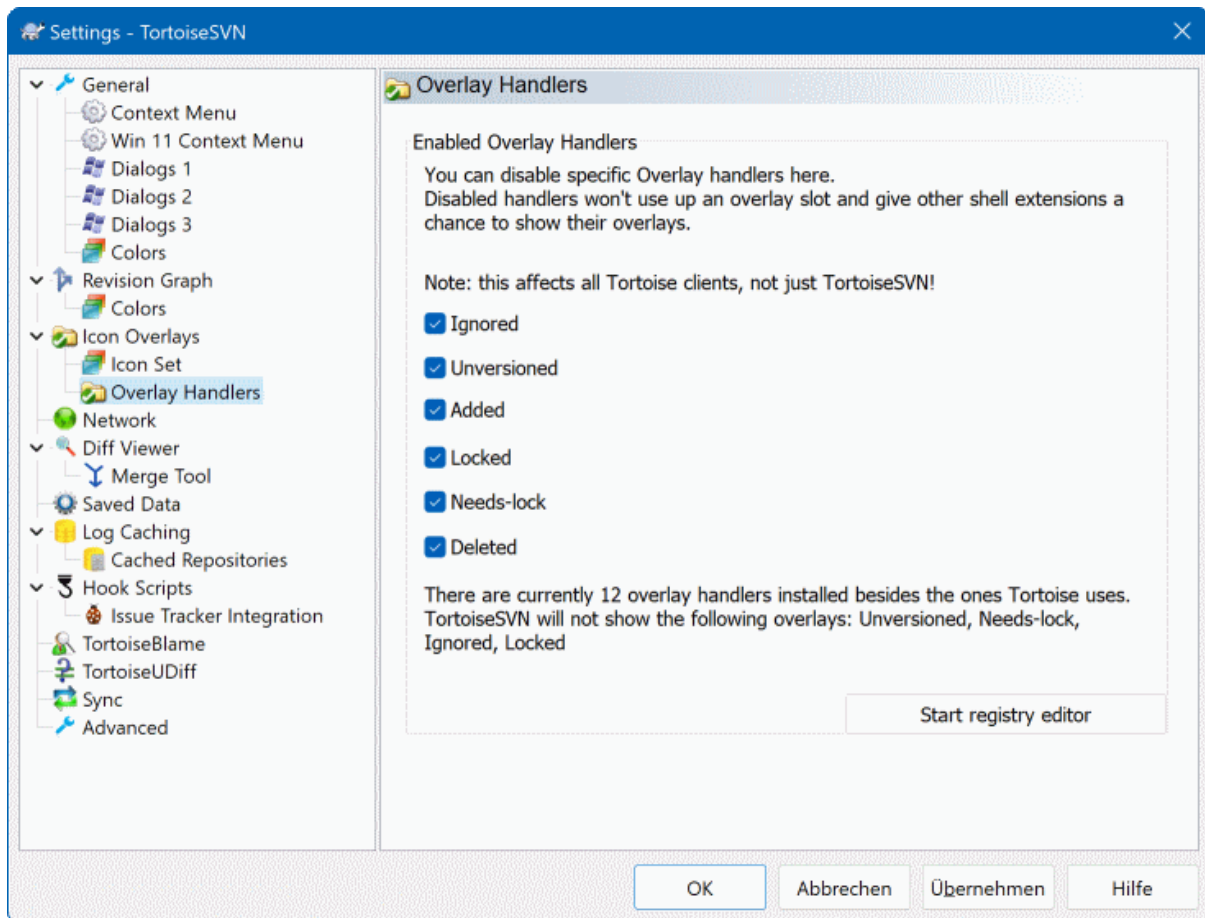 Settings - TortoiseSVN
General
Context Menu
Win 11 Context Menu
Dialogs 1
Dialogs 2
Dialogs 3
Colors
Revision Graph
Colors
Icon Overlays
Icon Set
Overlay Handlers
Network
Diff Viewer
Merge Tool
Saved Data
Log Caching
Cached Repositories
Hook Scripts
Issue Tracker Integration
TortoiseBlame
TortoiseUDiff
Sync
Advanced
Overlay Handlers
Enabled Overlay Handlers
You can disable specific Overlay handlers here.
Disabled handlers won't use up an overlay slot and give other shell extensions a
chance to show their overlays.
Note: this affects all Tortoise clients, not just TortoiseSVN!
Ignored
Unversioned
Added
Locked
Needs-lock
Deleted
There are currently 12 overlay handlers installed besides the ones Tortoise uses.
TortoiseSVN will not show the following overlays: Unversioned, Needs-lock,
Ignored, Locked
Start registry editor
OK
Abbrechen
Übernehmen
Hilfe